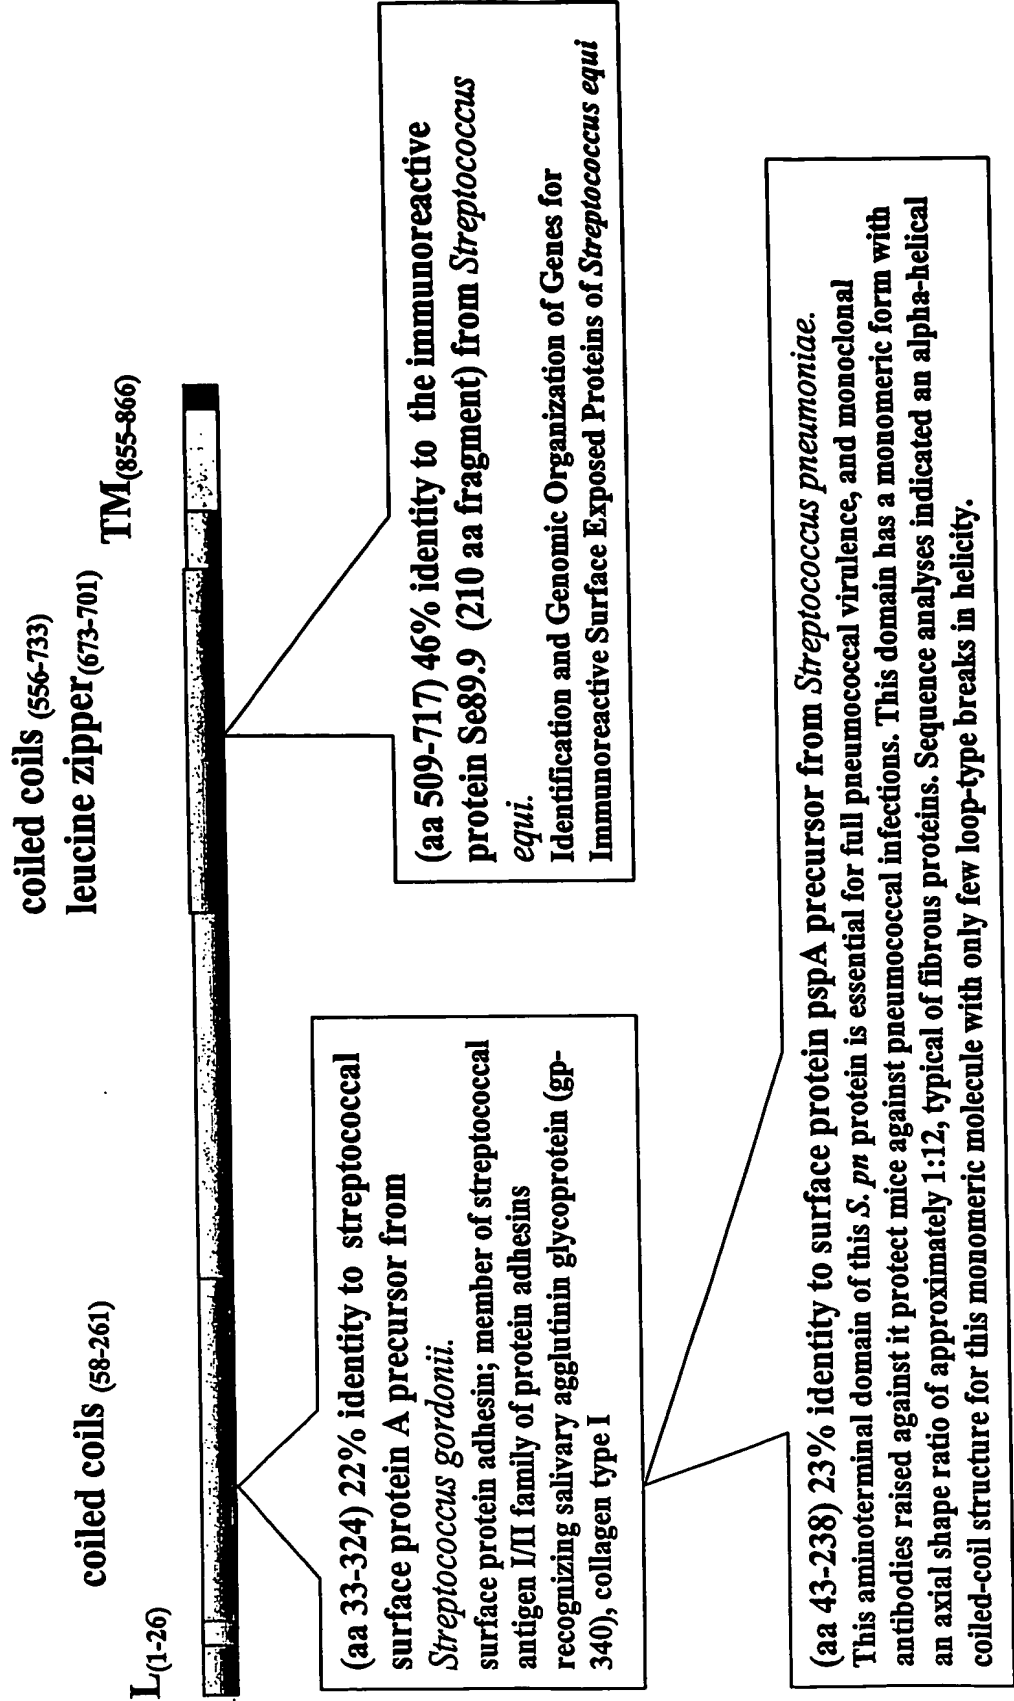 coiled coils (58-261)
L(1-26)
coiled coils (556-733)
leucine zipper(673-701)
TM(855-866)
(aa 33-324) 22% identity to streptococcal
surface protein A precursor from
Streptococcus gordonii.
surface protein adhesin; member of streptococcal
antigen I/II family of protein adhesins
recognizing salivary agglutinin glycoprotein (gp-
340), collagen type I
(aa 509-717) 46% identity to the immunoreactive
protein Se89.9 (210 aa fragment) from Streptococcus
equi.
Identification and Genomic Organization of Genes for
Immunoreactive Surface Exposed Proteins of Streptococcus equi
(aa 43-238) 23% identity to surface protein pspA precursor from Streptococcus pneumoniae.
This aminoterminal domain of this S. pn protein is essential for full pneumococcal virulence, and monoclonal
antibodies raised against it protect mice against pneumococcal infections. This domain has a monomeric form with
an axial shape ratio of approximately 1:12, typical of fibrous proteins. Sequence analyses indicated an alpha-helical
coiled-coil structure for this monomeric molecule with only few loop-type breaks in helicity.